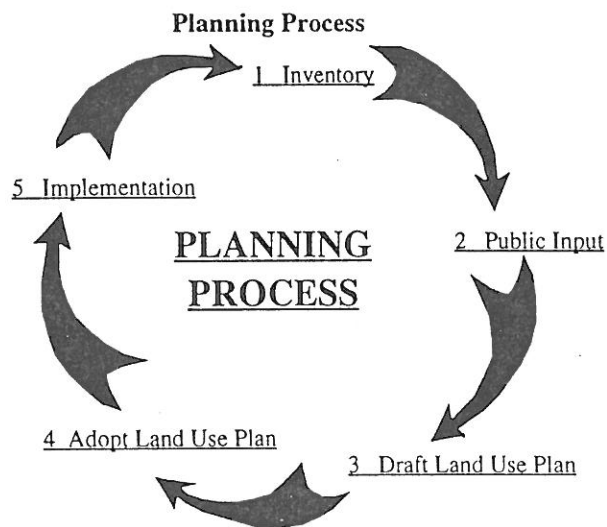 Planning Process
1 Inventory
2 Public Input
3 Draft Land Use Plan
4 Adopt Land Use Plan
5 Implementation
PLANNING
PROCESS